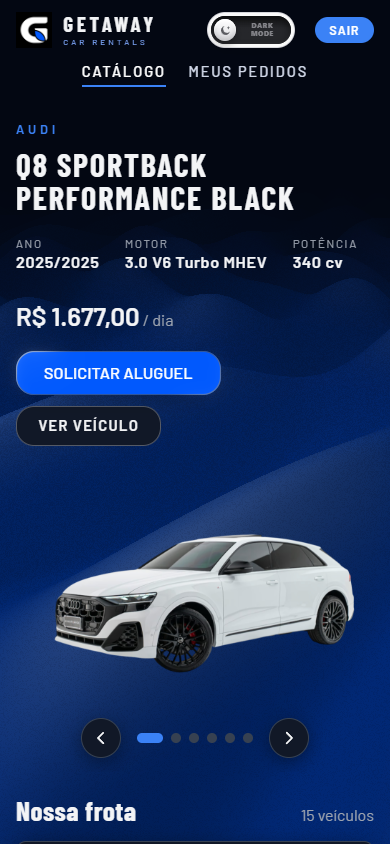 GETAWAY
CAR RENTALS
DARK
MODE
SAIR
CATÁLOGO MEUS PEDIDOS
AUDI
Q8 SPORTBACK
PERFORMANCE BLACK
ANO MOTOR POTÊNCIA
2025/2025 3.0 V6 Turbo MHEV 340 cv
R$ 1.677,00 / dia
SOLICITAR ALUGUEL
VER VEÍCULO
Nossa frota 15 veículos